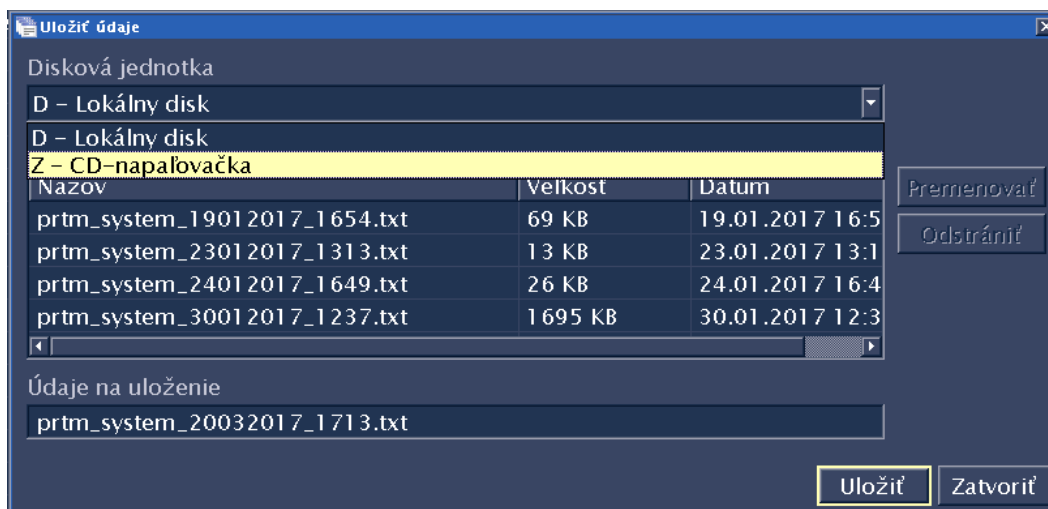 Uložiť údaje
Disková jednotka
D – Lokálny disk
D – Lokálny disk
Z – CD-napaľovačka
Názov Veľkosť Dátum
prtm_system_19012017_1654.txt 69 KB 19.01.2017 16:5
prtm_system_23012017_1313.txt 13 KB 23.01.2017 13:1
prtm_system_24012017_1649.txt 26 KB 24.01.2017 16:4
prtm_system_30012017_1237.txt 1695 KB 30.01.2017 12:3
Premenovať
Odstrániť
Údaje na uloženie
prtm_system_20032017_1713.txt
Uložiť Zatvoriť